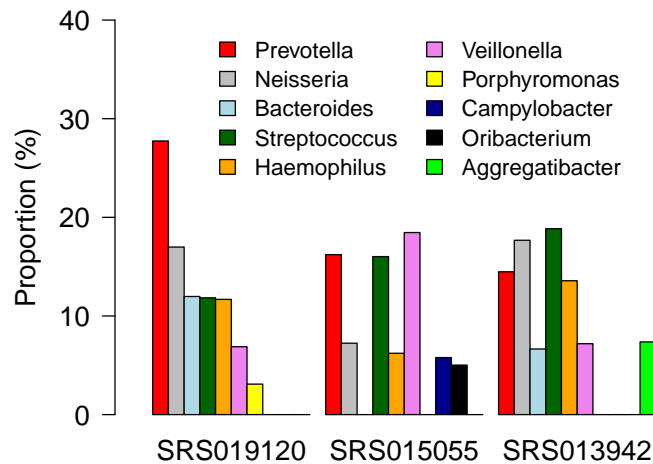 40
30
20
10
0
Proportion (%)
Prevotella
Neisseria
Bacteroides
Streptococcus
Haemophilus
Veillonella
Porphyromonas
Campylobacter
Oribacterium
Aggregatibacter
SRS019120 SRS015055 SRS013942